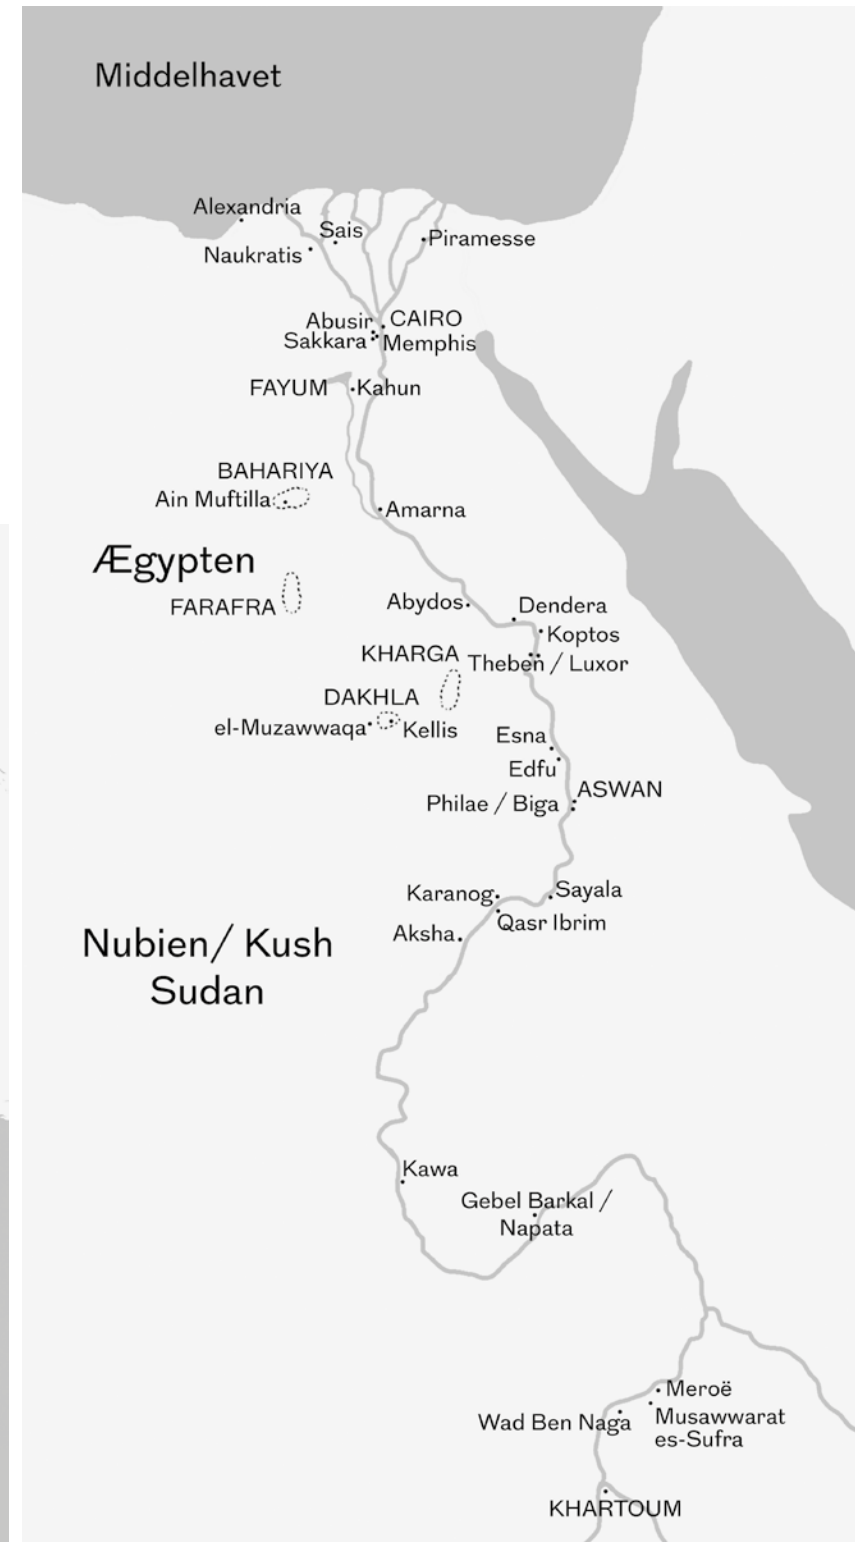 Middelhavet
Alexandria
Sais
Piramesse
Naukratis
Abusir
CAIRO
Sakkara
Memphis
FAYUM
Kahun
BAHARIYA
Ain Muftilla
Amarna
Ægypten
FARAFRA
Abydos
Dendera
Koptos
KHARGA
Theben / Luxor
DAKHLA
el-Muzawwaqa
Kellis
Esna
Edfu
ASWAN
Philae / Biga
Karanog
Sayala
Qasr Ibrim
Aksha
Nubien/ Kush
Sudan
Kawa
Gebel Barkal /
Napata
Meroë
Wad Ben Naga
Musawwarat
es-Sufra
KHARTOUM